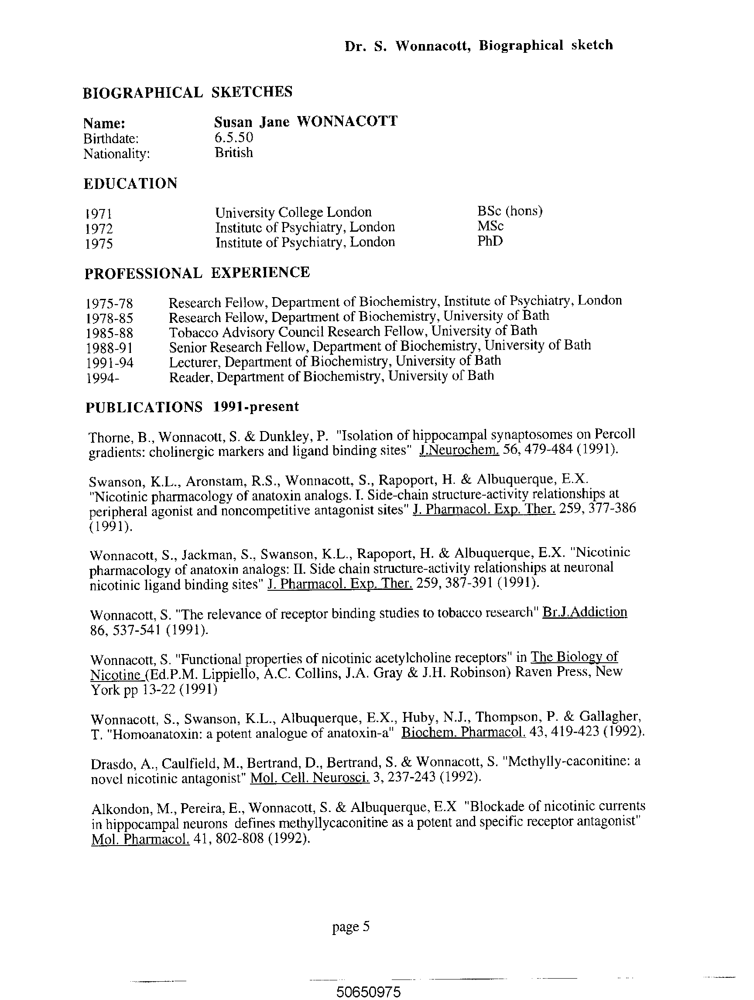 Dr. S. Wonnacott, Biographical sketch
BIOGRAPHICAL SKETCHES
Name: Susan Jane WONNACOTT
Birthdate: 6.5.50
Nationality: British
EDUCATION
1971 University College London BSc (hons)
1972 Institute of Psychiatry, London MSc
1975 Institute of Psychiatry, London PhD
PROFESSIONAL EXPERIENCE
1975-78 Research Fellow, Department of Biochemistry, Institute of Psychiatry, London
1978-85 Research Fellow, Department of Biochemistry, University of Bath
1985-88 Tobacco Advisory Council Research Fellow, University of Bath
1988-91 Senior Research Fellow, Department of Biochemistry, University of Bath
1991-94 Lecturer, Department of Biochemistry, University of Bath
1994- Reader, Department of Biochemistry, University of Bath
PUBLICATIONS 1991-present
Thorne, B., Wonnacott, S. & Dunkley, P. "Isolation of hippocampal synaptosomes on Percoll
gradients: cholinergic markers and ligand binding sites" J.Neurochem. 56, 479-484 (1991).
Swanson, K.L., Aronstam, R.S., Wonnacott, S., Rapoport, H. & Albuquerque, E.X.
"Nicotinic pharmacology of anatoxin analogs. I. Side-chain structure-activity relationships at
peripheral agonist and noncompetitive antagonist sites" J. Pharmacol. Exp. Ther. 259, 377-386
(1991).
Wonnacott, S., Jackman, S., Swanson, K.L., Rapoport, H. & Albuquerque, E.X. "Nicotinic
pharmacology of anatoxin analogs: II. Side chain structure-activity relationships at neuronal
nicotinic ligand binding sites" J. Pharmacol. Exp. Ther. 259, 387-391 (1991).
Wonnacott, S. "The relevance of receptor binding studies to tobacco research" Br.J.Addiction
86, 537-541 (1991).
Wonnacott, S. "Functional properties of nicotinic acetylcholine receptors" in The Biology of
Nicotine (Ed.P.M. Lippiello, A.C. Collins, J.A. Gray & J.H. Robinson) Raven Press, New
York pp 13-22 (1991)
Wonnacott, S., Swanson, K.L., Albuquerque, E.X., Huby, N.J., Thompson, P. & Gallagher,
T. "Homoanatoxin: a potent analogue of anatoxin-a" Biochem. Pharmacol. 43, 419-423 (1992).
Drasdo, A., Caulfield, M., Bertrand, D., Bertrand, S. & Wonnacott, S. "Methylly-caconitine: a
novel nicotinic antagonist" Mol. Cell. Neurosci. 3, 237-243 (1992).
Alkondon, M., Pereira, E., Wonnacott, S. & Albuquerque, E.X "Blockade of nicotinic currents
in hippocampal neurons defines methyllycaconitine as a potent and specific receptor antagonist"
Mol. Pharmacol. 41, 802-808 (1992).
page 5
50650975